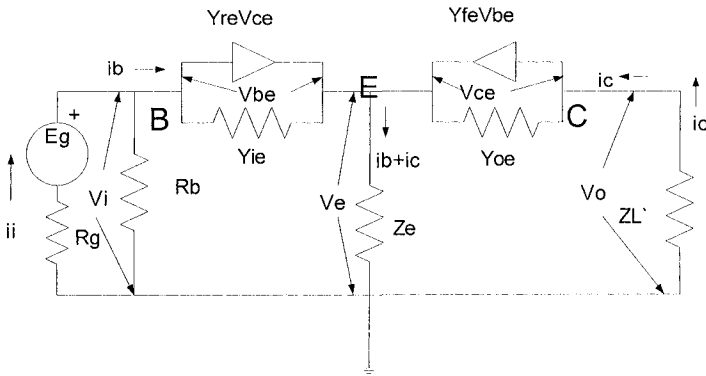 YreVce
YfeVbe
ib
Vbe
E
Vce
ic
io
B
C
+
Eg
Yie
ib+ic
Yoe
Vi
Rb
Ve
Vo
Ze
ZL`
ii
Rg